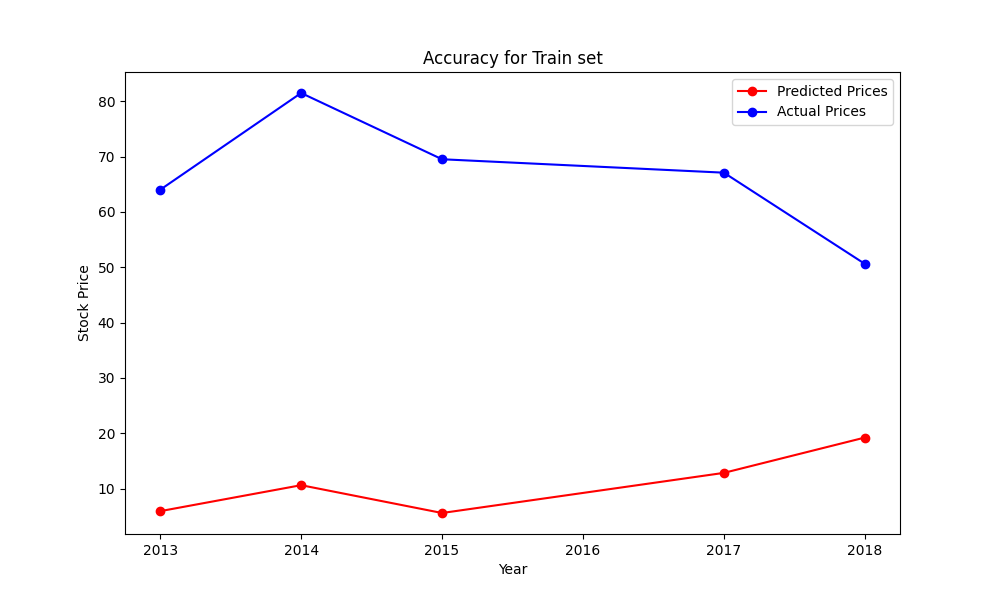 Accuracy for Train set
Predicted Prices
Actual Prices
Stock Price
80
70
60
50
40
30
20
10
2013 2014 2015 2016 2017 2018
Year